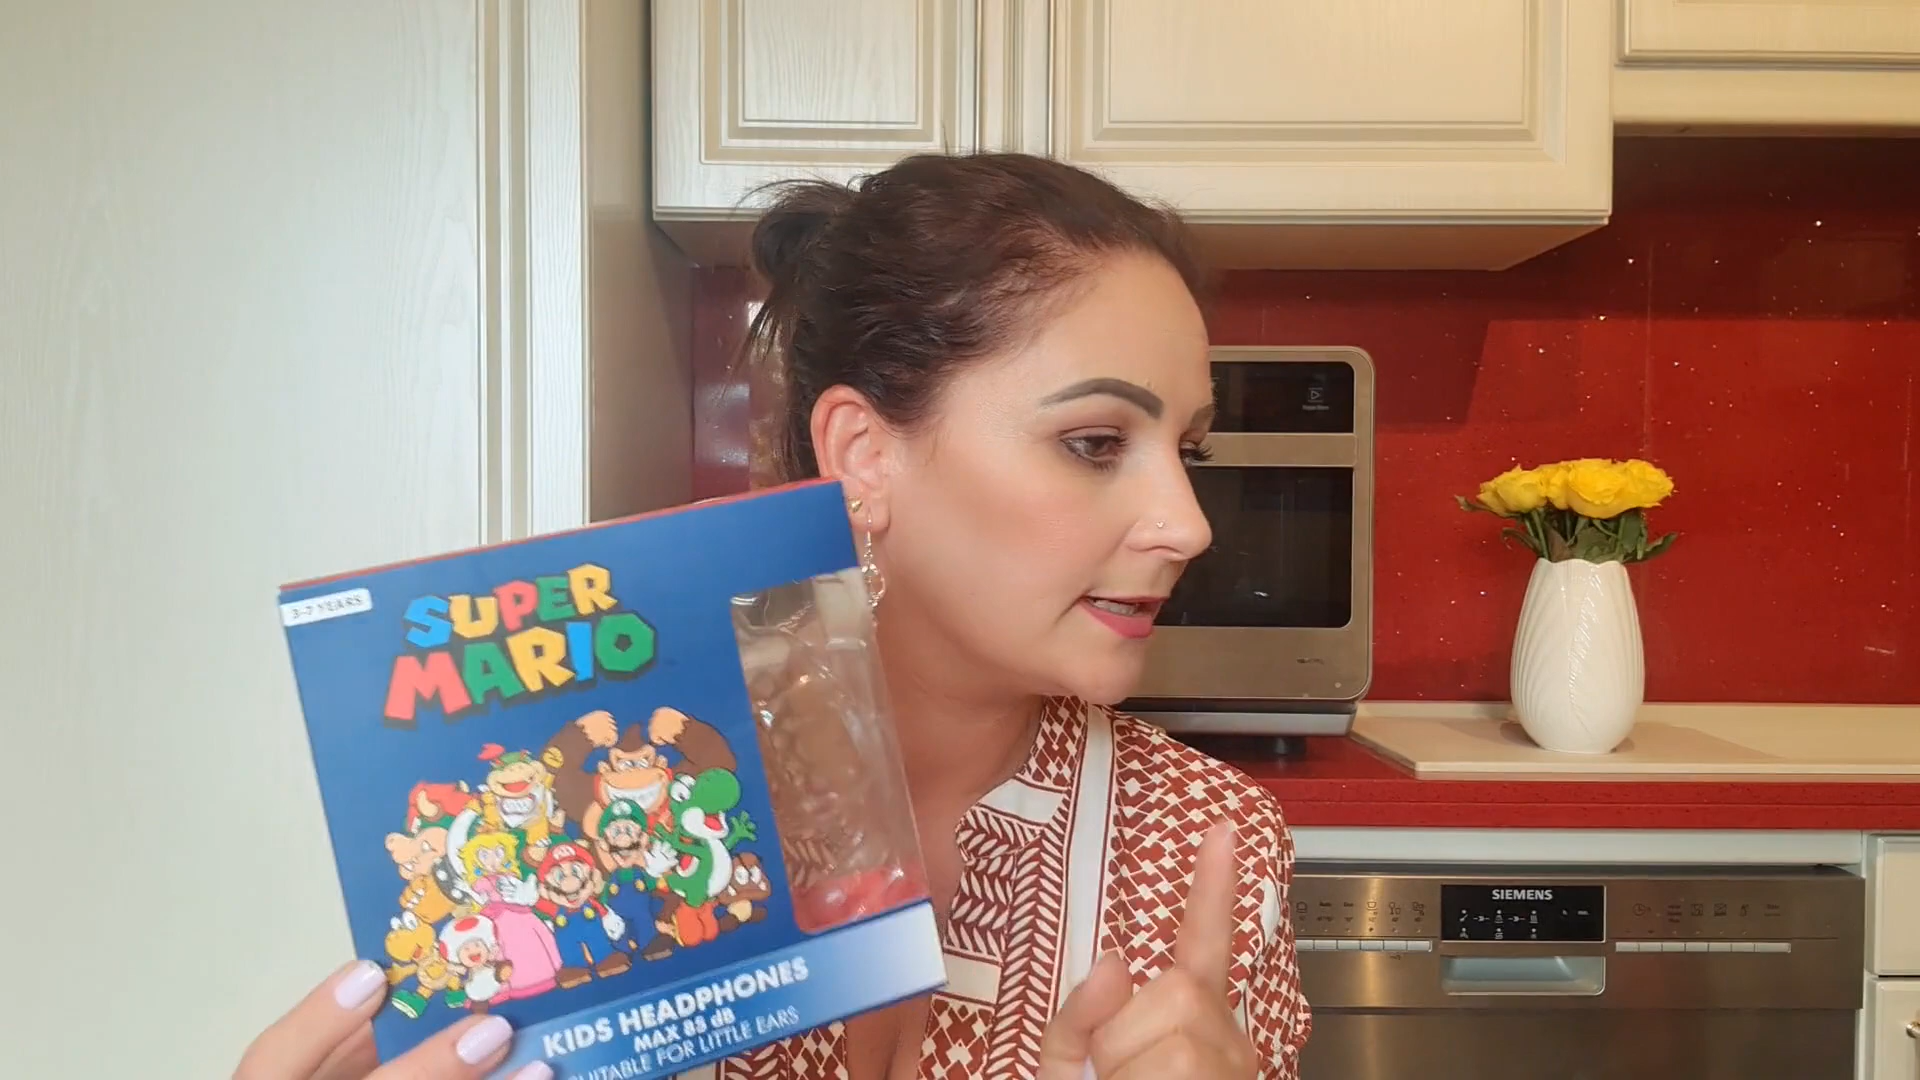 3-7 YEARS
SUPER
MARIO
KIDS HEADPHONES
MAX 85 dB
SUITABLE FOR LITTLE EARS
SIEMENS